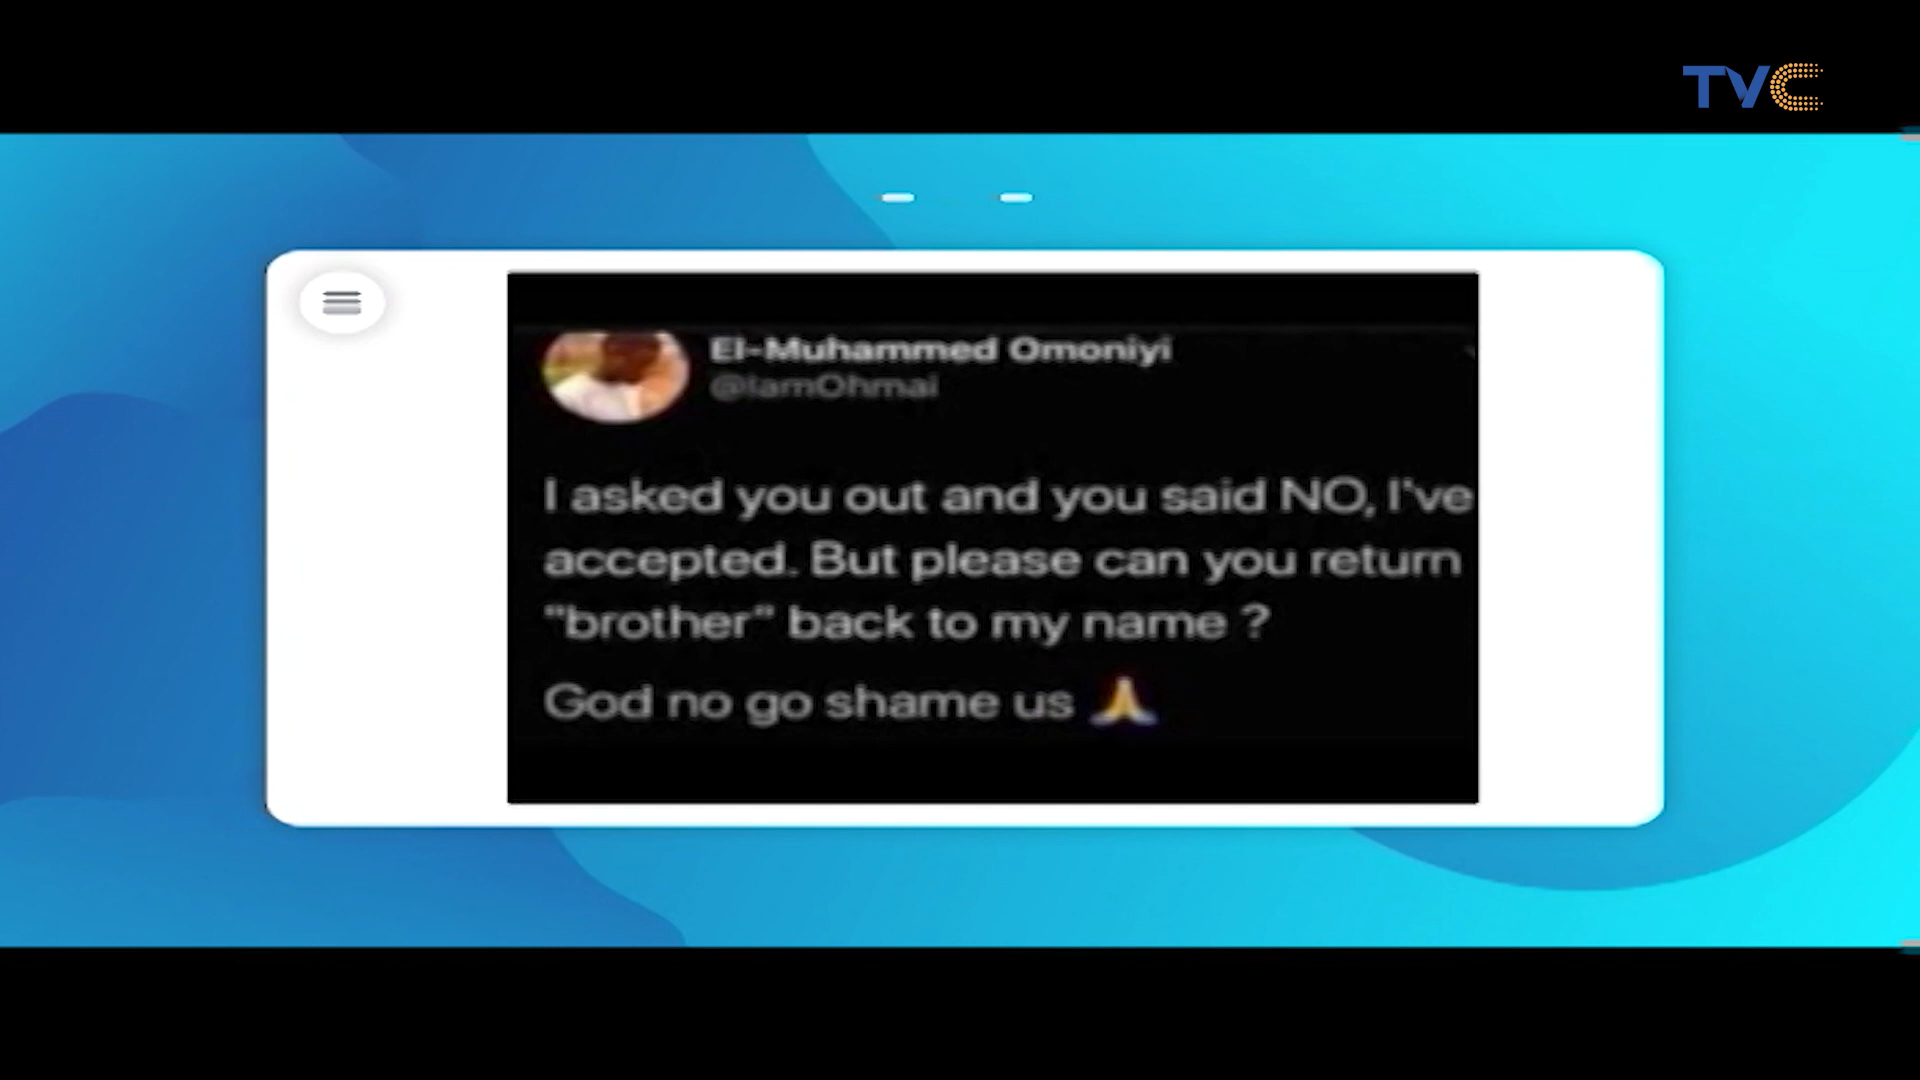 TVC
El-Muhammed Omoniyi
@IamOhmai
I asked you out and you said NO, I've
accepted. But please can you return
"brother" back to my name ?
God no go shame us 🙏